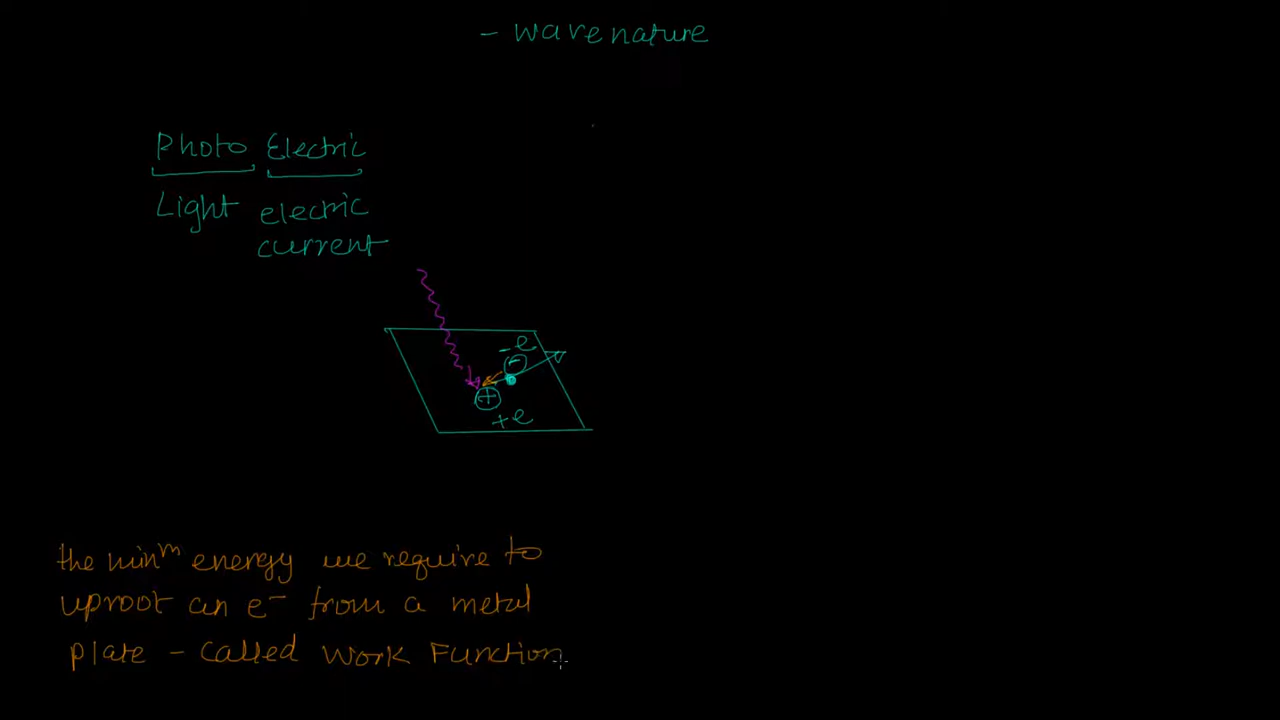 - wave nature
Photo Electric
Light electric
current
-e
+
+e
the minᵐ energy we require to
uproot an e⁻ from a metal
plate - called Work Function